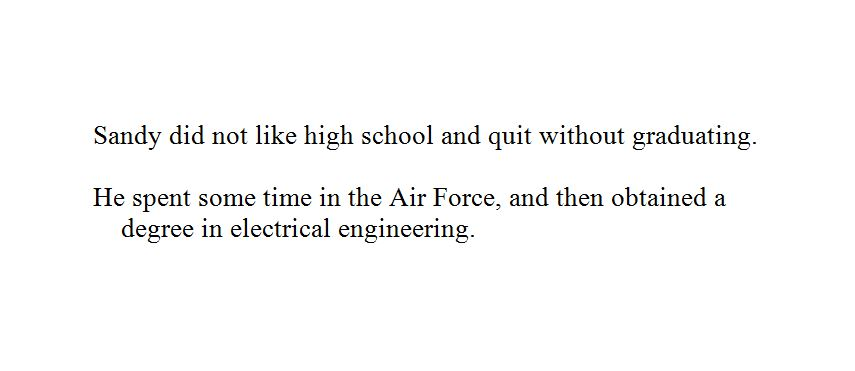 Sandy did not like high school and quit without graduating.
He spent some time in the Air Force, and then obtained a
degree in electrical engineering.